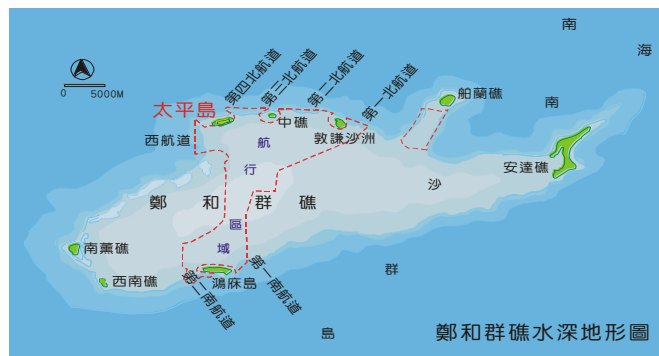 南
海
南
沙
群
島
0 5000M
太平島
第四北航道
第三北航道
第二北航道
第一北航道
船蘭礁
中礁
敦謙沙洲
西航道
航
行
區
域
安達礁
鄭和群礁
南薰礁
西南礁
鴻庥島
第二南航道
第一南航道
鄭和群礁水深地形圖